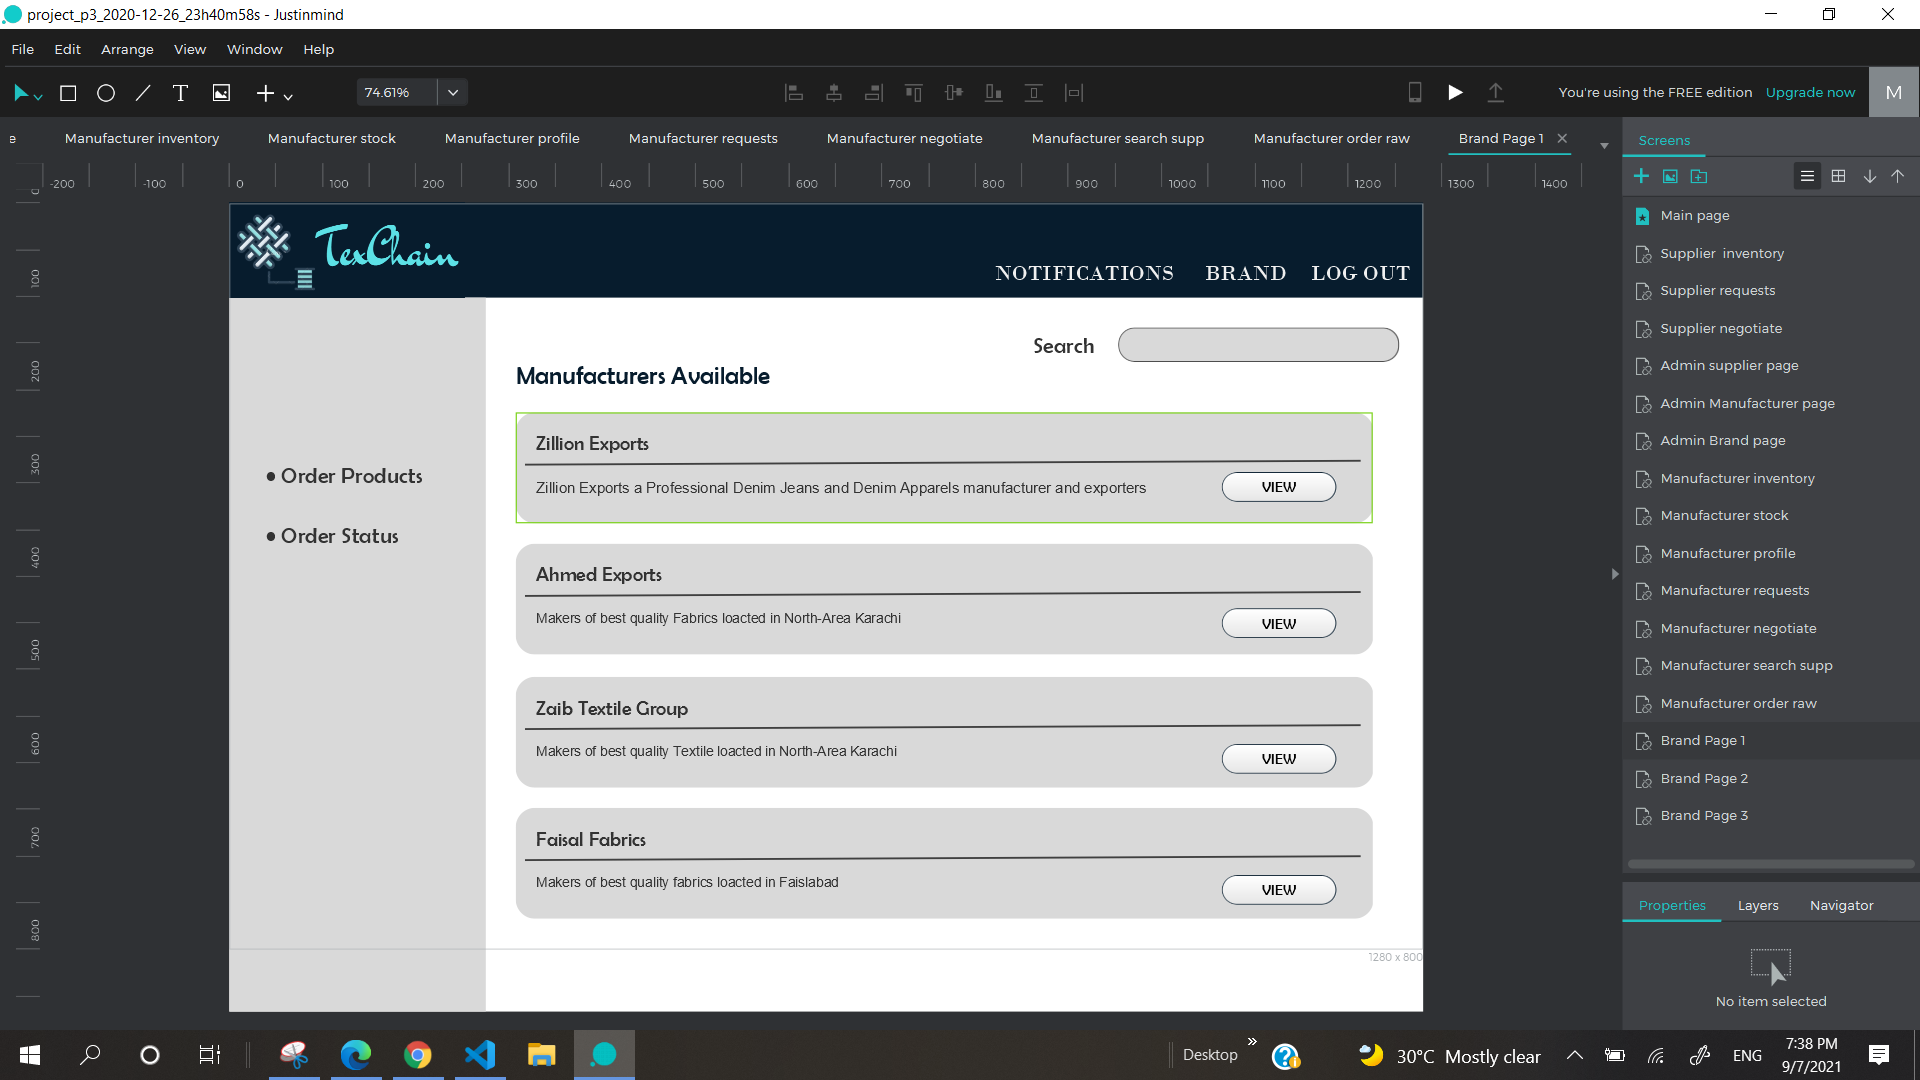 project_p3_2020-12-26_23h40m58s - Justinmind
File Edit Arrange View Window Help
T 74.61% You're using the FREE edition Upgrade now M
e Manufacturer inventory Manufacturer stock Manufacturer profile Manufacturer requests Manufacturer negotiate Manufacturer search supp Manufacturer order raw Brand Page 1
Screens
-200 -100 0 100 200 300 400 500 600 700 800 900 1000 1100 1200 1300 1400
0
100
200
300
400
500
600
700
800
TexChain
NOTIFICATIONS BRAND LOG OUT
Search
Manufacturers Available
• Order Products
• Order Status
Zillion Exports
Zillion Exports a Professional Denim Jeans and Denim Apparels manufacturer and exporters
VIEW
Ahmed Exports
Makers of best quality Fabrics loacted in North-Area Karachi
VIEW
Zaib Textile Group
Makers of best quality Textile loacted in North-Area Karachi
VIEW
Faisal Fabrics
Makers of best quality fabrics loacted in Faislabad
VIEW
1280 x 800
Main page
Supplier  inventory
Supplier requests
Supplier negotiate
Admin supplier page
Admin Manufacturer page
Admin Brand page
Manufacturer inventory
Manufacturer stock
Manufacturer profile
Manufacturer requests
Manufacturer negotiate
Manufacturer search supp
Manufacturer order raw
Brand Page 1
Brand Page 2
Brand Page 3
Properties Layers Navigator
No item selected
Desktop » 30°C Mostly clear ENG 7:38 PM
9/7/2021